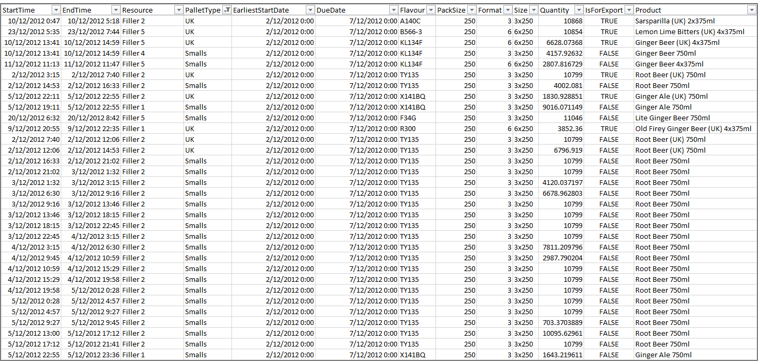 StartTime EndTime Resource PalletType EarliestStartDate DueDate Flavour PackSize Format Size Quantity IsForExport Product
10/12/2012 0:47 10/12/2012 5:18 Filler 2 UK 2/12/2012 0:00 7/12/2012 0:00 A140C 250 3 3x250 10868 TRUE Sarsparilla (UK) 2x375ml
23/12/2012 5:35 23/12/2012 7:44 Filler 5 UK 2/12/2012 0:00 7/12/2012 0:00 B566-3 250 6 6x250 10854 TRUE Lemon Lime Bitters (UK) 4x375ml
10/12/2012 13:41 10/12/2012 14:59 Filler 5 UK 2/12/2012 0:00 7/12/2012 0:00 KL134F 250 6 6x250 6628.07368 TRUE Ginger Beer (UK) 4x375ml
10/12/2012 13:41 10/12/2012 14:59 Filler 4 Smalls 2/12/2012 0:00 7/12/2012 0:00 KL134F 250 3 3x250 4157.92632 FALSE Ginger Beer 750ml
11/12/2012 11:13 11/12/2012 11:47 Filler 5 Smalls 2/12/2012 0:00 7/12/2012 0:00 KL134F 250 6 6x250 2807.816729 FALSE Ginger Beer 4x375ml
2/12/2012 3:15 2/12/2012 7:40 Filler 2 UK 2/12/2012 0:00 7/12/2012 0:00 TY135 250 3 3x250 10799 TRUE Root Beer (UK) 750ml
2/12/2012 14:53 2/12/2012 16:33 Filler 2 Smalls 2/12/2012 0:00 7/12/2012 0:00 TY135 250 3 3x250 4002.081 FALSE Root Beer 750ml
5/12/2012 22:11 5/12/2012 22:55 Filler 2 UK 2/12/2012 0:00 7/12/2012 0:00 X141BQ 250 3 3x250 1830.928851 TRUE Ginger Ale (UK) 750ml
5/12/2012 19:11 5/12/2012 22:55 Filler 1 Smalls 2/12/2012 0:00 7/12/2012 0:00 X141BQ 250 3 3x250 9016.071149 FALSE Ginger Ale 750ml
20/12/2012 6:32 20/12/2012 8:42 Filler 5 Smalls 2/12/2012 0:00 7/12/2012 0:00 F34G 250 3 3x250 11046 FALSE Lite Ginger Beer 750ml
9/12/2012 20:55 9/12/2012 22:35 Filler 1 UK 2/12/2012 0:00 7/12/2012 0:00 R300 250 6 6x250 3852.36 TRUE Old Firey Ginger Beer (UK) 4x375ml
2/12/2012 7:40 2/12/2012 12:06 Filler 2 UK 2/12/2012 0:00 7/12/2012 0:00 TY135 250 3 3x250 10799 FALSE Root Beer (UK) 750ml
2/12/2012 12:06 2/12/2012 14:53 Filler 2 UK 2/12/2012 0:00 7/12/2012 0:00 TY135 250 3 3x250 6796.919 FALSE Root Beer (UK) 750ml
2/12/2012 16:33 2/12/2012 21:02 Filler 2 Smalls 2/12/2012 0:00 7/12/2012 0:00 TY135 250 3 3x250 10799 FALSE Root Beer 750ml
2/12/2012 21:02 3/12/2012 1:32 Filler 2 Smalls 2/12/2012 0:00 7/12/2012 0:00 TY135 250 3 3x250 10799 FALSE Root Beer 750ml
3/12/2012 1:32 3/12/2012 3:15 Filler 2 Smalls 2/12/2012 0:00 7/12/2012 0:00 TY135 250 3 3x250 4120.037197 FALSE Root Beer 750ml
3/12/2012 6:30 3/12/2012 9:16 Filler 2 Smalls 2/12/2012 0:00 7/12/2012 0:00 TY135 250 3 3x250 6678.962803 FALSE Root Beer 750ml
3/12/2012 9:16 3/12/2012 13:46 Filler 2 Smalls 2/12/2012 0:00 7/12/2012 0:00 TY135 250 3 3x250 10799 FALSE Root Beer 750ml
3/12/2012 13:46 3/12/2012 18:15 Filler 2 Smalls 2/12/2012 0:00 7/12/2012 0:00 TY135 250 3 3x250 10799 FALSE Root Beer 750ml
3/12/2012 18:15 3/12/2012 22:45 Filler 2 Smalls 2/12/2012 0:00 7/12/2012 0:00 TY135 250 3 3x250 10799 FALSE Root Beer 750ml
3/12/2012 22:45 4/12/2012 3:15 Filler 2 Smalls 2/12/2012 0:00 7/12/2012 0:00 TY135 250 3 3x250 10799 FALSE Root Beer 750ml
4/12/2012 3:15 4/12/2012 6:30 Filler 2 Smalls 2/12/2012 0:00 7/12/2012 0:00 TY135 250 3 3x250 7811.209796 FALSE Root Beer 750ml
4/12/2012 9:45 4/12/2012 10:59 Filler 2 Smalls 2/12/2012 0:00 7/12/2012 0:00 TY135 250 3 3x250 2987.790204 FALSE Root Beer 750ml
4/12/2012 10:59 4/12/2012 15:29 Filler 2 Smalls 2/12/2012 0:00 7/12/2012 0:00 TY135 250 3 3x250 10799 FALSE Root Beer 750ml
4/12/2012 15:29 4/12/2012 19:58 Filler 2 Smalls 2/12/2012 0:00 7/12/2012 0:00 TY135 250 3 3x250 10799 FALSE Root Beer 750ml
4/12/2012 19:58 5/12/2012 0:28 Filler 2 Smalls 2/12/2012 0:00 7/12/2012 0:00 TY135 250 3 3x250 10799 FALSE Root Beer 750ml
5/12/2012 0:28 5/12/2012 4:57 Filler 2 Smalls 2/12/2012 0:00 7/12/2012 0:00 TY135 250 3 3x250 10799 FALSE Root Beer 750ml
5/12/2012 4:57 5/12/2012 9:27 Filler 2 Smalls 2/12/2012 0:00 7/12/2012 0:00 TY135 250 3 3x250 10799 FALSE Root Beer 750ml
5/12/2012 9:27 5/12/2012 9:45 Filler 2 Smalls 2/12/2012 0:00 7/12/2012 0:00 TY135 250 3 3x250 703.3703889 FALSE Root Beer 750ml
5/12/2012 13:00 5/12/2012 17:12 Filler 2 Smalls 2/12/2012 0:00 7/12/2012 0:00 TY135 250 3 3x250 10095.62961 FALSE Root Beer 750ml
5/12/2012 17:12 5/12/2012 21:41 Filler 2 Smalls 2/12/2012 0:00 7/12/2012 0:00 TY135 250 3 3x250 10799 FALSE Root Beer 750ml
5/12/2012 22:55 5/12/2012 23:36 Filler 1 Smalls 2/12/2012 0:00 7/12/2012 0:00 X141BQ 250 3 3x250 1643.219611 FALSE Ginger Ale 750ml